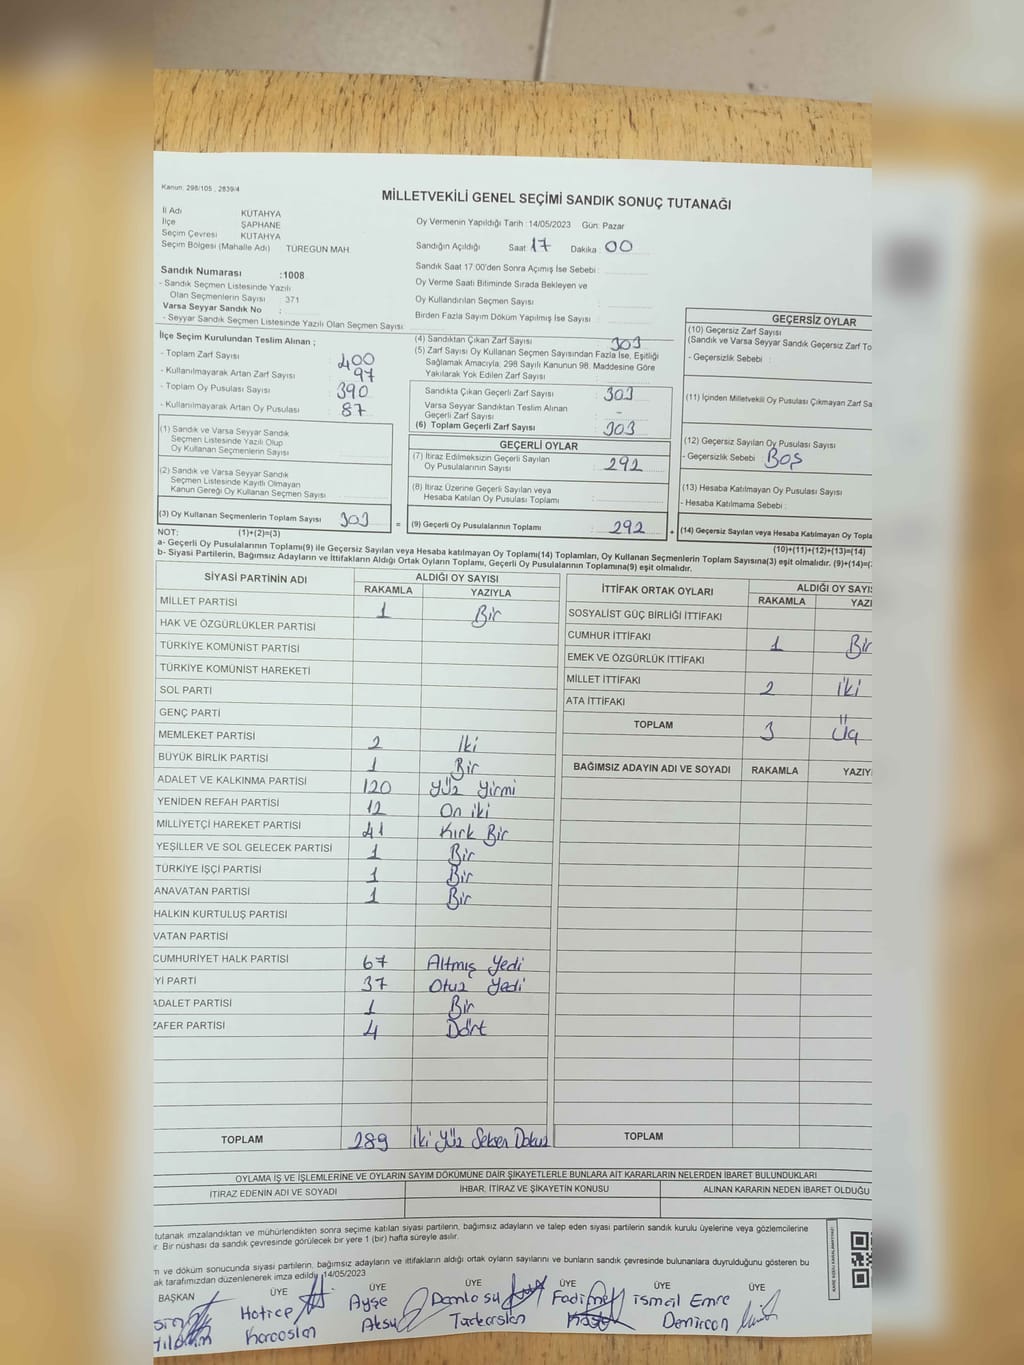 Kanun; 298/105 , 2839/4
MİLLETVEKİLİ GENEL SEÇİMİ SANDIK SONUÇ TUTANAĞI
İl Adı KÜTAHYA
İlçe ŞAPHANE
Seçim Çevresi KÜTAHYA
Seçim Bölgesi (Mahalle Adı) TÜREGÜN MAH.
Oy Vermenin Yapıldığı Tarih :14/05/2023 Gün: Pazar
Sandığın Açıldığı Saat 17 Dakika : 00
Sandık Saat 17:00'den Sonra Açımış İse Sebebi :
Oy Verme Saati Bitiminde Sırada Bekleyen ve
Oy Kullandırılan Seçmen Sayısı :
Birden Fazla Sayım Döküm Yapılmış İse Sayısı :
Sandık Numarası :1008
- Sandık Seçmen Listesinde Yazılı
Olan Seçmenlerin Sayısı : 371
Varsa Seyyar Sandık No :
- Seyyar Sandık Seçmen Listesinde Yazılı Olan Seçmen Sayısı:
İlçe Seçim Kurulundan Teslim Alınan ;
- Toplam Zarf Sayısı : 400
- Kullanılmayarak Artan Zarf Sayısı : 97
- Toplam Oy Pusulası Sayısı : 390
- Kullanılmayarak Artan Oy Pusulası : 87
(1) Sandık ve Varsa Seyyar Sandık
Seçmen Listesinde Yazılı Olup
Oy Kullanan Seçmenlerin Sayısı :
(2) Sandık ve Varsa Seyyar Sandık
Seçmen Listesinde Kayıtlı Olmayan
Kanun Gereği Oy Kullanan Seçmen Sayısı :
(3) Oy Kullanan Seçmenlerin Toplam Sayısı 303 =
(4) Sandıktan Çıkan Zarf Sayısı : 303
(5) Zarf Sayısı Oy Kullanan Seçmen Sayısından Fazla İse, Eşitliği
Sağlamak Amacıyla; 298 Sayılı Kanunun 98. Maddesine Göre
Yakılarak Yok Edilen Zarf Sayısı :
Sandıkta Çıkan Geçerli Zarf Sayısı : 303
Varsa Seyyar Sandıktan Teslim Alınan
Geçerli Zarf Sayısı : -
(6) Toplam Geçerli Zarf Sayısı : 303
GEÇERLİ OYLAR
(7) İtiraz Edilmeksizin Geçerli Sayılan
Oy Pusulalarının Sayısı : 292
(8) İtiraz Üzerine Geçerli Sayılan veya
Hesaba Katılan Oy Pusulası Toplamı :
(9) Geçerli Oy Pusulalarının Toplamı : 292 +
GEÇERSİZ OYLAR
(10) Geçersiz Zarf Sayısı
(Sandık ve Varsa Seyyar Sandık Geçersiz Zarf To
- Geçersizlik Sebebi :
(11) İçinden Milletvekili Oy Pusulası Çıkmayan Zarf Sa
(12) Geçersiz Sayılan Oy Pusulası Sayısı
- Geçersizlik Sebebi : Boş
(13) Hesaba Katılmayan Oy Pusulası Sayısı
- Hesaba Katılmama Sebebi :
(14) Geçersiz Sayılan veya Hesaba Katılmayan Oy Topla
NOT: (1)+(2)=(3) (10)+(11)+(12)+(13)=(14)
a- Geçerli Oy Pusulalarının Toplamı(9) ile Geçersiz Sayılan veya Hesaba katılmayan Oy Toplamı(14) Toplamları, Oy Kullanan Seçmenlerin Toplam Sayısına(3) eşit olmalıdır. (9)+(14)=(
b- Siyasi Partilerin, Bağımsız Adayların ve İttifakların Aldığı Ortak Oyların Toplamı, Geçerli Oy Pusulalarının Toplamına(9) eşit olmalıdır.
SİYASİ PARTİNİN ADI ALDIĞI OY SAYISI
RAKAMLA YAZIYLA
MİLLET PARTİSİ 1 Bir
HAK VE ÖZGÜRLÜKLER PARTİSİ
TÜRKİYE KOMÜNİST PARTİSİ
TÜRKİYE KOMÜNİST HAREKETİ
SOL PARTİ
GENÇ PARTİ
MEMLEKET PARTİSİ 2 İki
BÜYÜK BİRLİK PARTİSİ 1 Bir
ADALET VE KALKINMA PARTİSİ 120 Yüz Yirmi
YENİDEN REFAH PARTİSİ 12 On iki
MİLLİYETÇİ HAREKET PARTİSİ 41 Kırk Bir
YEŞİLLER VE SOL GELECEK PARTİSİ 1 Bir
TÜRKİYE İŞÇİ PARTİSİ 1 Bir
ANAVATAN PARTİSİ 1 Bir
HALKIN KURTULUŞ PARTİSİ
VATAN PARTİSİ
CUMHURİYET HALK PARTİSİ 67 Altmış Yedi
Yİ PARTİ 37 Otuz Yedi
ADALET PARTİSİ 1 Bir
ZAFER PARTİSİ 4 Dört
TOPLAM 289 İki Yüz Seksen Dokuz
İTTİFAK ORTAK OYLARI ALDIĞI OY SAYI
RAKAMLA YAZI
SOSYALİST GÜÇ BİRLİĞİ İTTİFAKI
CUMHUR İTTİFAKI 1 Bir
EMEK VE ÖZGÜRLÜK İTTİFAKI
MİLLET İTTİFAKI 2 İki
ATA İTTİFAKI
TOPLAM 3 Üç
BAĞIMSIZ ADAYIN ADI VE SOYADI RAKAMLA YAZIY
TOPLAM
OYLAMA İŞ VE İŞLEMLERİNE VE OYLARIN SAYIM DÖKÜMÜNE DAİR ŞİKAYETLERLE BUNLARA AİT KARARLARIN NELERDEN İBARET BULUNDUKLARI
İTİRAZ EDENİN ADI VE SOYADI İHBAR, İTİRAZ VE ŞİKAYETİN KONUSU ALINAN KARARIN NEDEN İBARET OLDUĞU
tutanak imzalandıktan ve mühürlendikten sonra seçime katılan siyasi partilerin, bağımsız adayların ve talep eden siyasi partilerin sandık kurulu üyelerine veya gözlemcilerine
r. Bir nüshası da sandık çevresinde görülecek bir yere 1 (bir) hafta süreyle asılır.
m ve döküm sonucunda siyasi partilerin, bağımsız adayların ve ittifakların aldığı ortak oyların sayılarını ve bunların sandık çevresinde bulunanlara duyrulduğunu gösteren bu
ak tarafımızdan düzenlenerek imza edildi. 14/05/2023
BAŞKAN ÜYE ÜYE ÜYE ÜYE ÜYE ÜYE
Hatice Ayşe Damla su İsmail Emre
Karaaslan Aksu Demircan